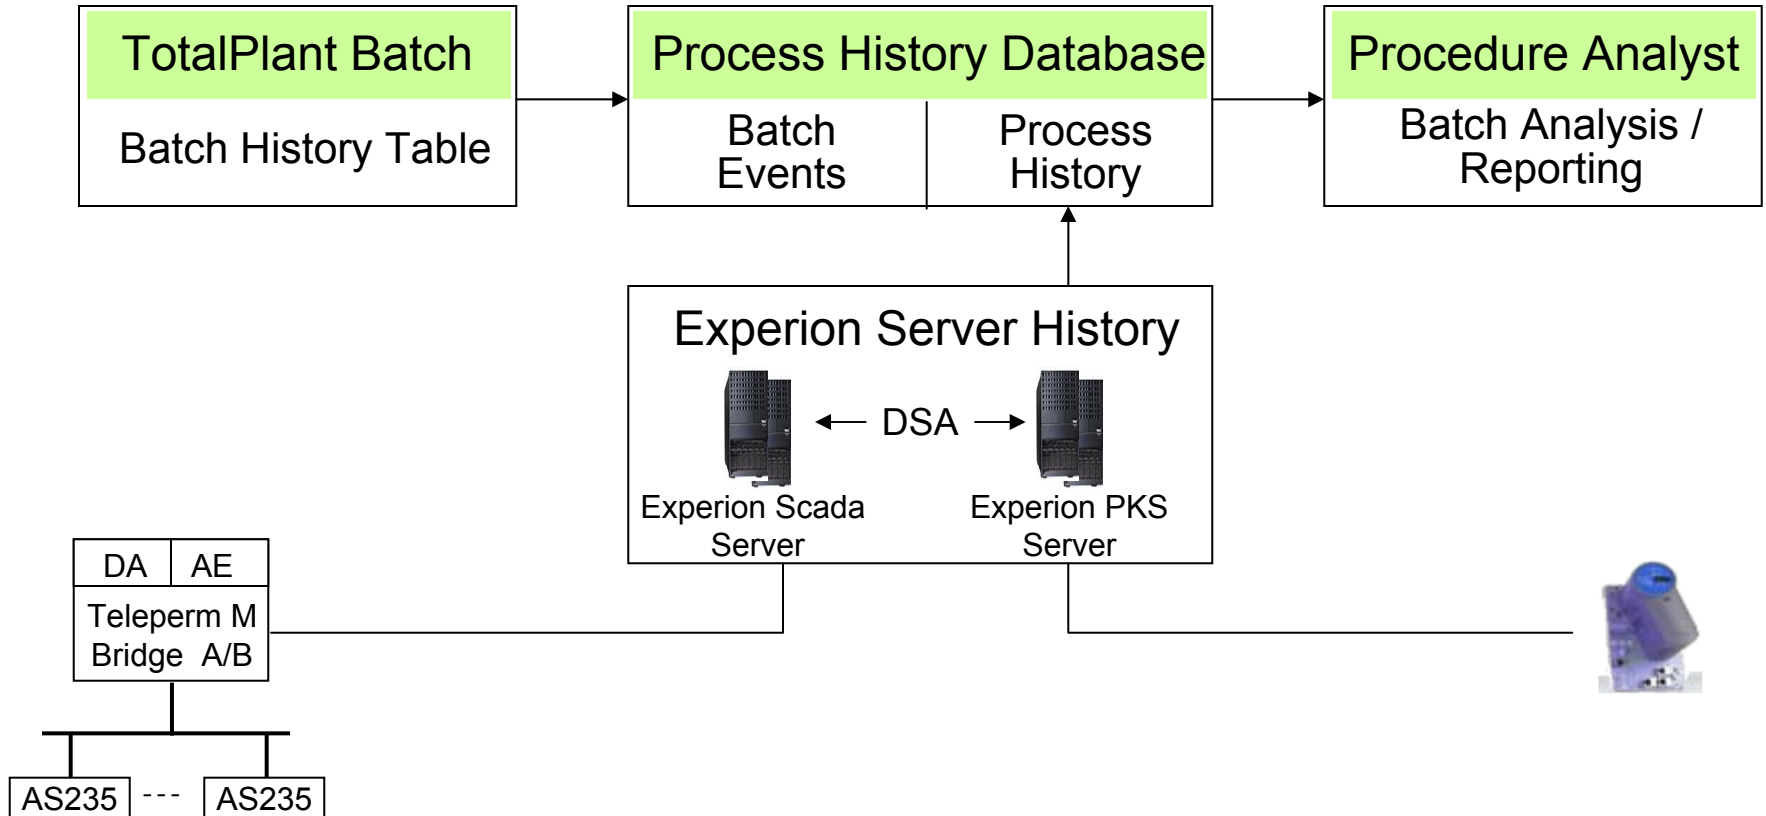 TotalPlant Batch
Batch History Table
Process History Database
Batch
Events
Process
History
Procedure Analyst
Batch Analysis /
Reporting
Experion Server History
DSA
Experion Scada
Server
Experion PKS
Server
DA
AE
Teleperm M
Bridge A/B
AS235
---
AS235